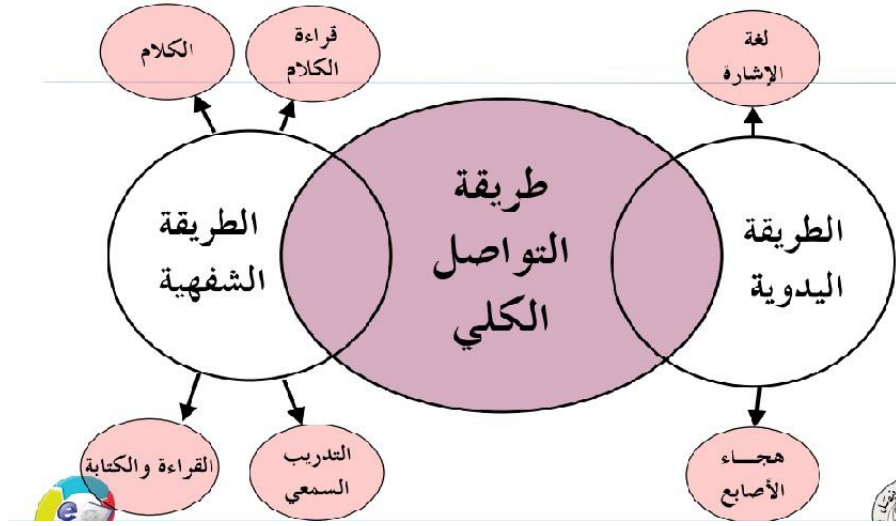 لغة
الإشارة
قراءة
الكلام
الكلام
طريقة
التواصل
الكلي
الطريقة
اليدوية
الطريقة
الشفهية
هجـــاء
الأصابع
التدريب
السمعي
القراءة والكتابة
e